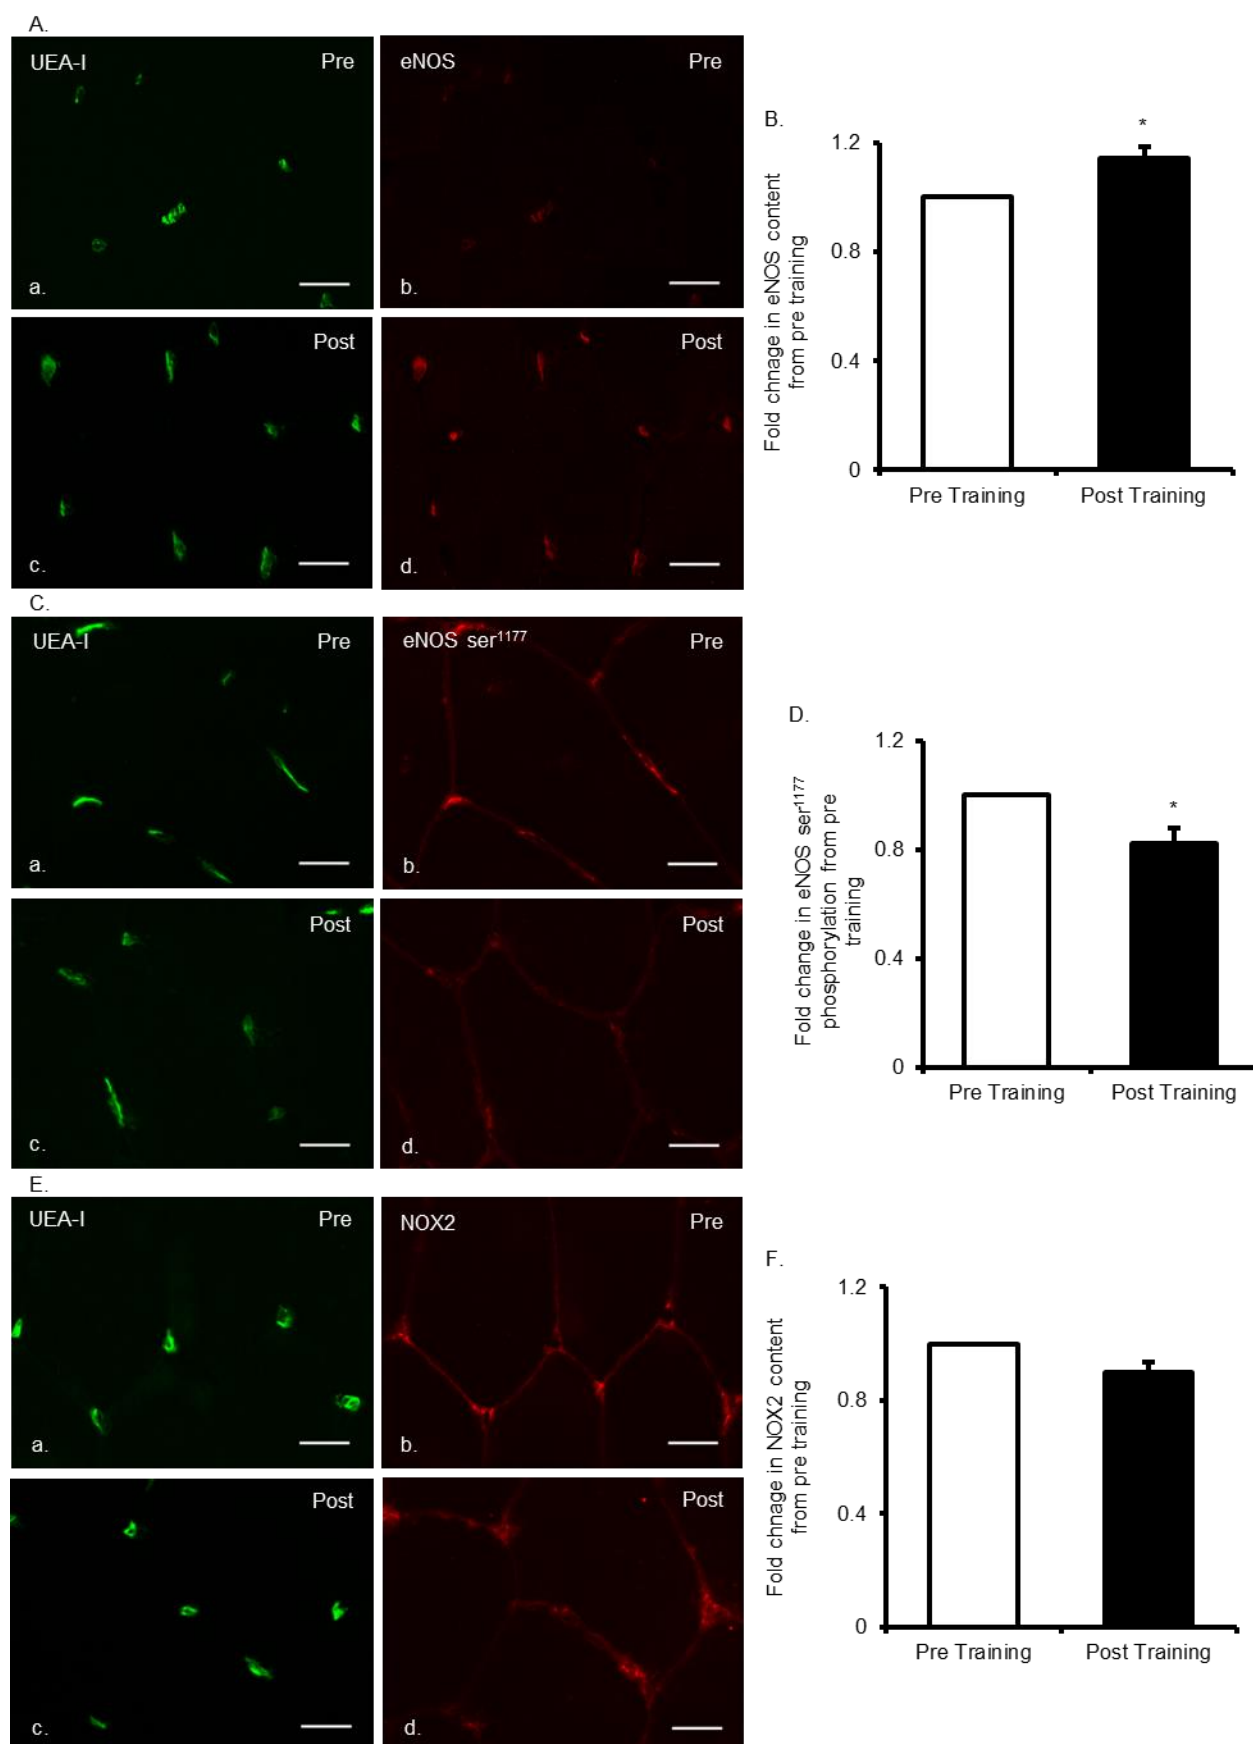 A.
UEA-I Pre
eNOS Pre
a.
b.
Post
Post
c.
d.
B.
Fold chnage in eNOS content
from pre training
1.2
*
0.8
0.4
0
Pre Training Post Training
C.
UEA-I Pre
eNOS ser¹¹⁷⁷ Pre
a.
b.
Post
Post
c.
d.
D.
Fold change in eNOS ser¹¹⁷⁷
phosphorylation from pre
training
1.2
*
0.8
0.4
0
Pre Training Post Training
E.
UEA-I Pre
NOX2 Pre
a.
b.
Post
Post
c.
d.
F.
Fold chnage in NOX2 content
from pre training
1.2
0.8
0.4
0
Pre Training Post Training